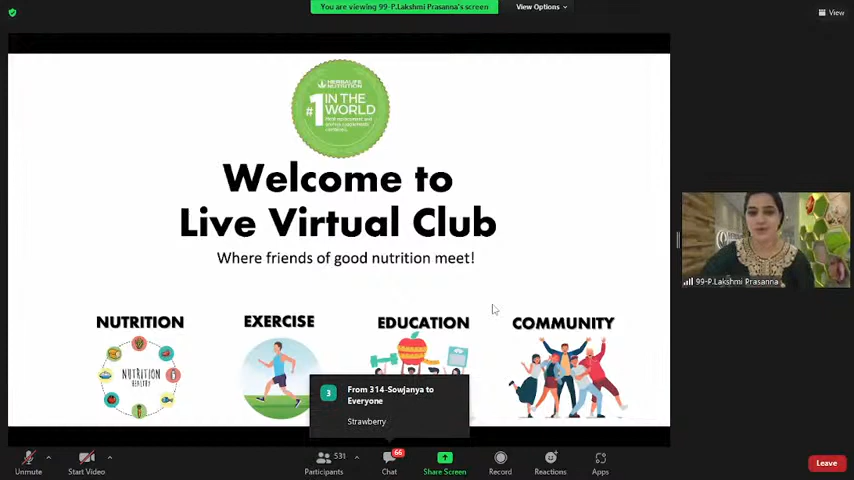 You are viewing 99-P.Lakshmi Prasanna's screen
View Options
View
HERBALIFE
NUTRITION
#1 IN THE
WORLD
Welcome to
Live Virtual Club
Where friends of good nutrition meet!
NUTRITION
EXERCISE
EDUCATION
COMMUNITY
NUTRITION
HEALTHY
99-P.Lakshmi Prasanna
3
From 314-Sowjanya to
Everyone
Strawberry
531
66
Unmute
Start Video
Participants
Chat
Share Screen
Record
Reactions
Apps
Leave